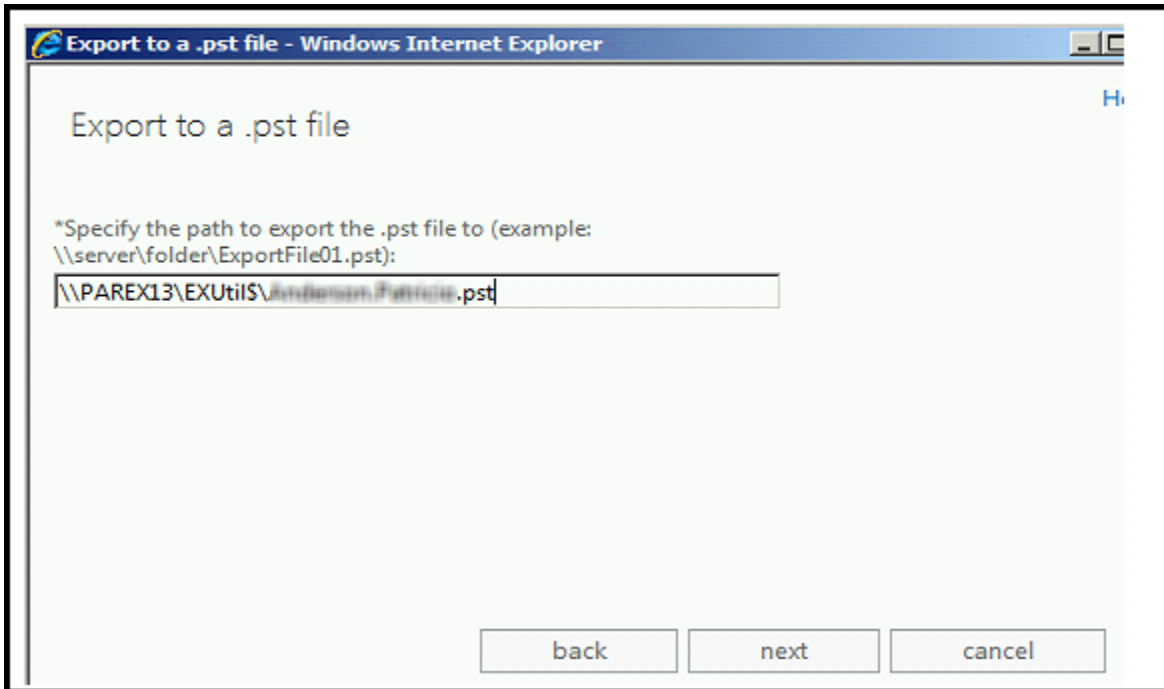 Export to a .pst file - Windows Internet Explorer
Export to a .pst file
*Specify the path to export the .pst file to (example:
\\server\folder\ExportFile01.pst):
\\PAREX13\EXUtil$\ .pst
back next cancel